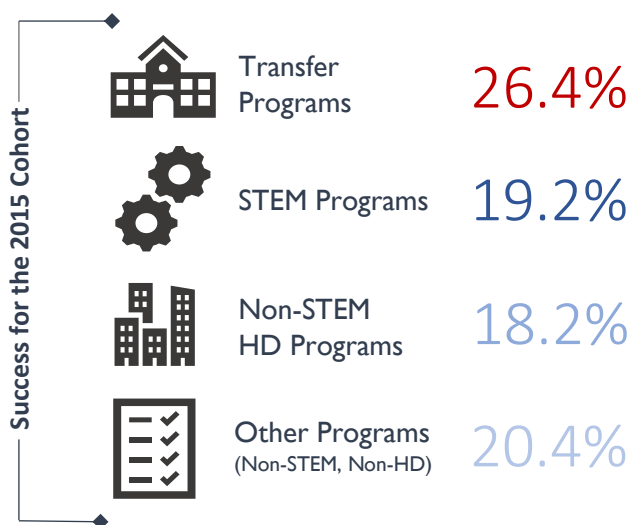 Success for the 2015 Cohort
Transfer
Programs
26.4%
STEM Programs
19.2%
Non-STEM
HD Programs
18.2%
Other Programs
(Non-STEM, Non-HD)
20.4%